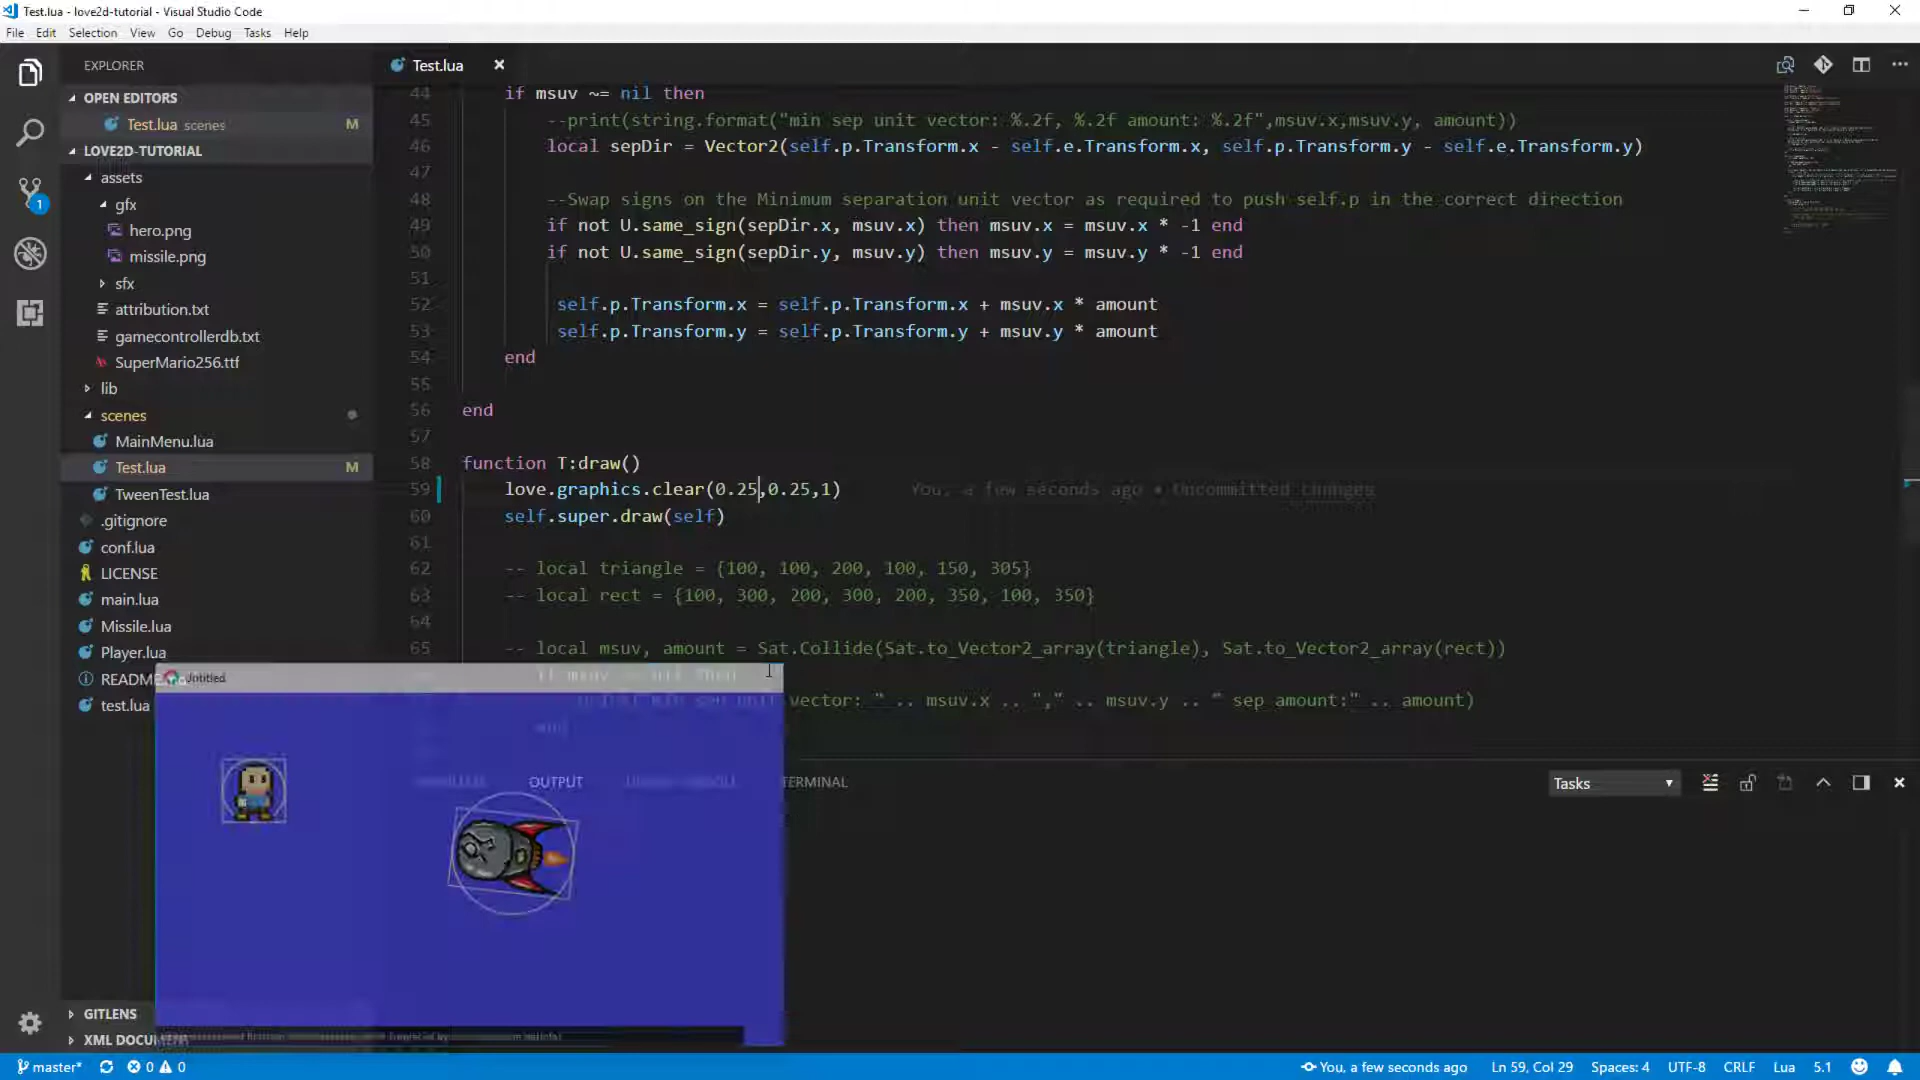 Test.lua - love2d-tutorial - Visual Studio Code
File Edit Selection View Go Debug Tasks Help
EXPLORER
OPEN EDITORS
Test.lua scenes M
LOVE2D-TUTORIAL
assets
gfx
hero.png
missile.png
sfx
attribution.txt
gamecontrollerdb.txt
SuperMario256.ttf
lib
scenes
MainMenu.lua
Test.lua M
TweenTest.lua
.gitignore
conf.lua
LICENSE
main.lua
Missile.lua
Player.lua
README
test.lua
GITLENS
XML DOCUM
1
Test.lua
44 if msuv ~= nil then
45 --print(string.format("min sep unit vector: %.2f, %.2f amount: %.2f",msuv.x,msuv.y, amount))
46 local sepDir = Vector2(self.p.Transform.x - self.e.Transform.x, self.p.Transform.y - self.e.Transform.y)
47
48 --Swap signs on the Minimum separation unit vector as required to push self.p in the correct direction
49 if not U.same_sign(sepDir.x, msuv.x) then msuv.x = msuv.x * -1 end
50 if not U.same_sign(sepDir.y, msuv.y) then msuv.y = msuv.y * -1 end
51
52 self.p.Transform.x = self.p.Transform.x + msuv.x * amount
53 self.p.Transform.y = self.p.Transform.y + msuv.y * amount
54 end
55
56 end
57
58 function T:draw()
59 love.graphics.clear(0.25,0.25,1) You, a few seconds ago • Uncommitted changes
60 self.super.draw(self)
61
62 -- local triangle = {100, 100, 200, 100, 150, 305}
63 -- local rect = {100, 300, 200, 300, 200, 350, 100, 350}
64
65 -- local msuv, amount = Sat.Collide(Sat.to_Vector2_array(triangle), Sat.to_Vector2_array(rect))
vector: " .. msuv.x .. "," .. msuv.y .. " sep amount:" .. amount)
Untitled
OUTPUT TERMINAL
Tasks
master* 0 0 You, a few seconds ago Ln 59, Col 29 Spaces: 4 UTF-8 CRLF Lua 5.1